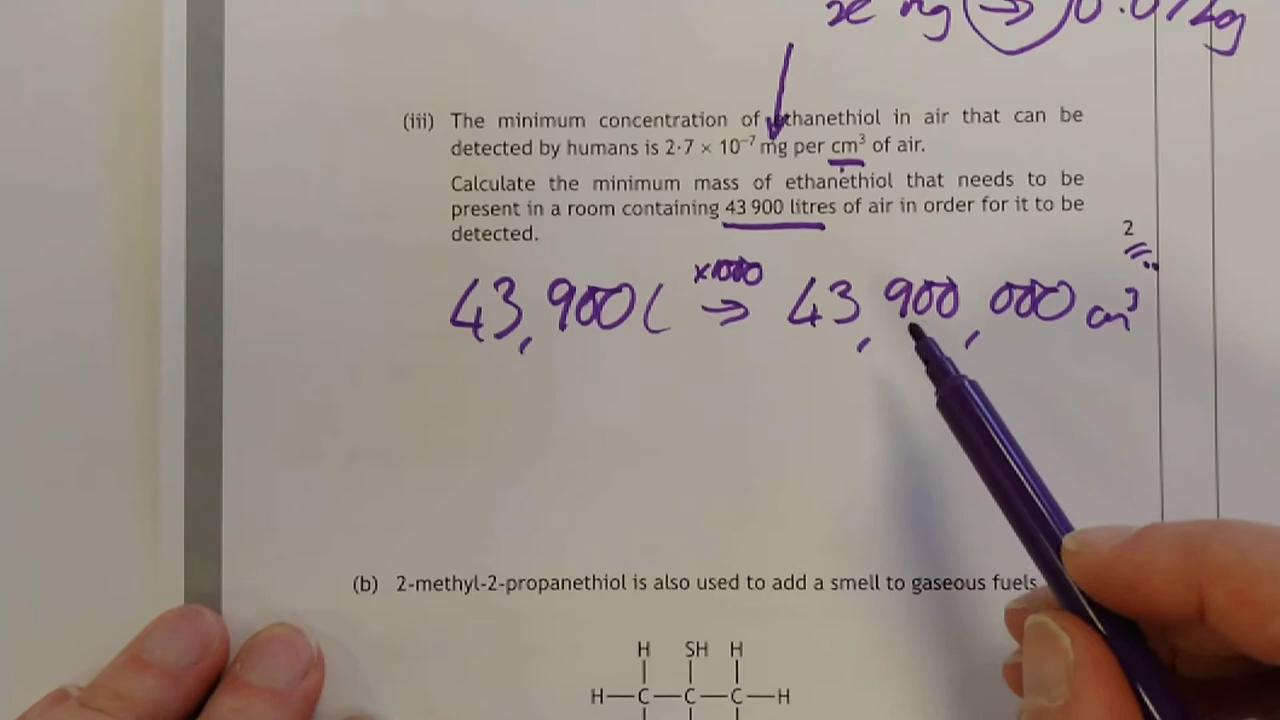 (iii) The minimum concentration of ethanethiol in air that can be
detected by humans is 2·7 × 10⁻⁷ mg per cm³ of air.
Calculate the minimum mass of ethanethiol that needs to be
present in a room containing 43 900 litres of air in order for it to be
detected.
2
x1000
43,900l → 43,900,000 cm³
(b) 2-methyl-2-propanethiol is also used to add a smell to gaseous fuels
H SH H
H—C—C—C—H